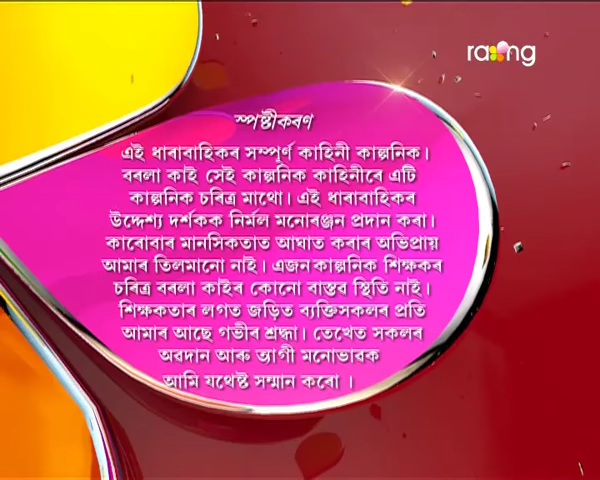 rang
স্পষ্টীকৰণ
এই ধাৰাবাহিকৰ সম্পূৰ্ণ কাহিনী কাল্পনিক।
বৰলা কাই সেই কাল্পনিক কাহিনীৰে এটি
কাল্পনিক চৰিত্ৰ মাথো। এই ধাৰাবাহিকৰ
উদ্দেশ্য দৰ্শকক নিৰ্মল মনোৰঞ্জন প্ৰদান কৰা।
কাৰোবাৰ মানসিকতাত আঘাত কৰাৰ অভিপ্ৰায়
আমাৰ তিলমানো নাই। এজন কাল্পনিক শিক্ষকৰ
চৰিত্ৰ বৰলা কাইৰ কোনো বাস্তৱ স্থিতি নাই।
শিক্ষকতাৰ লগত জড়িত ব্যক্তিসকলৰ প্ৰতি
আমাৰ আছে গভীৰ শ্ৰদ্ধা। তেখেত সকলৰ
অৱদান আৰু ত্যাগী মনোভাৱক
আমি যথেষ্ট সন্মান কৰো ।